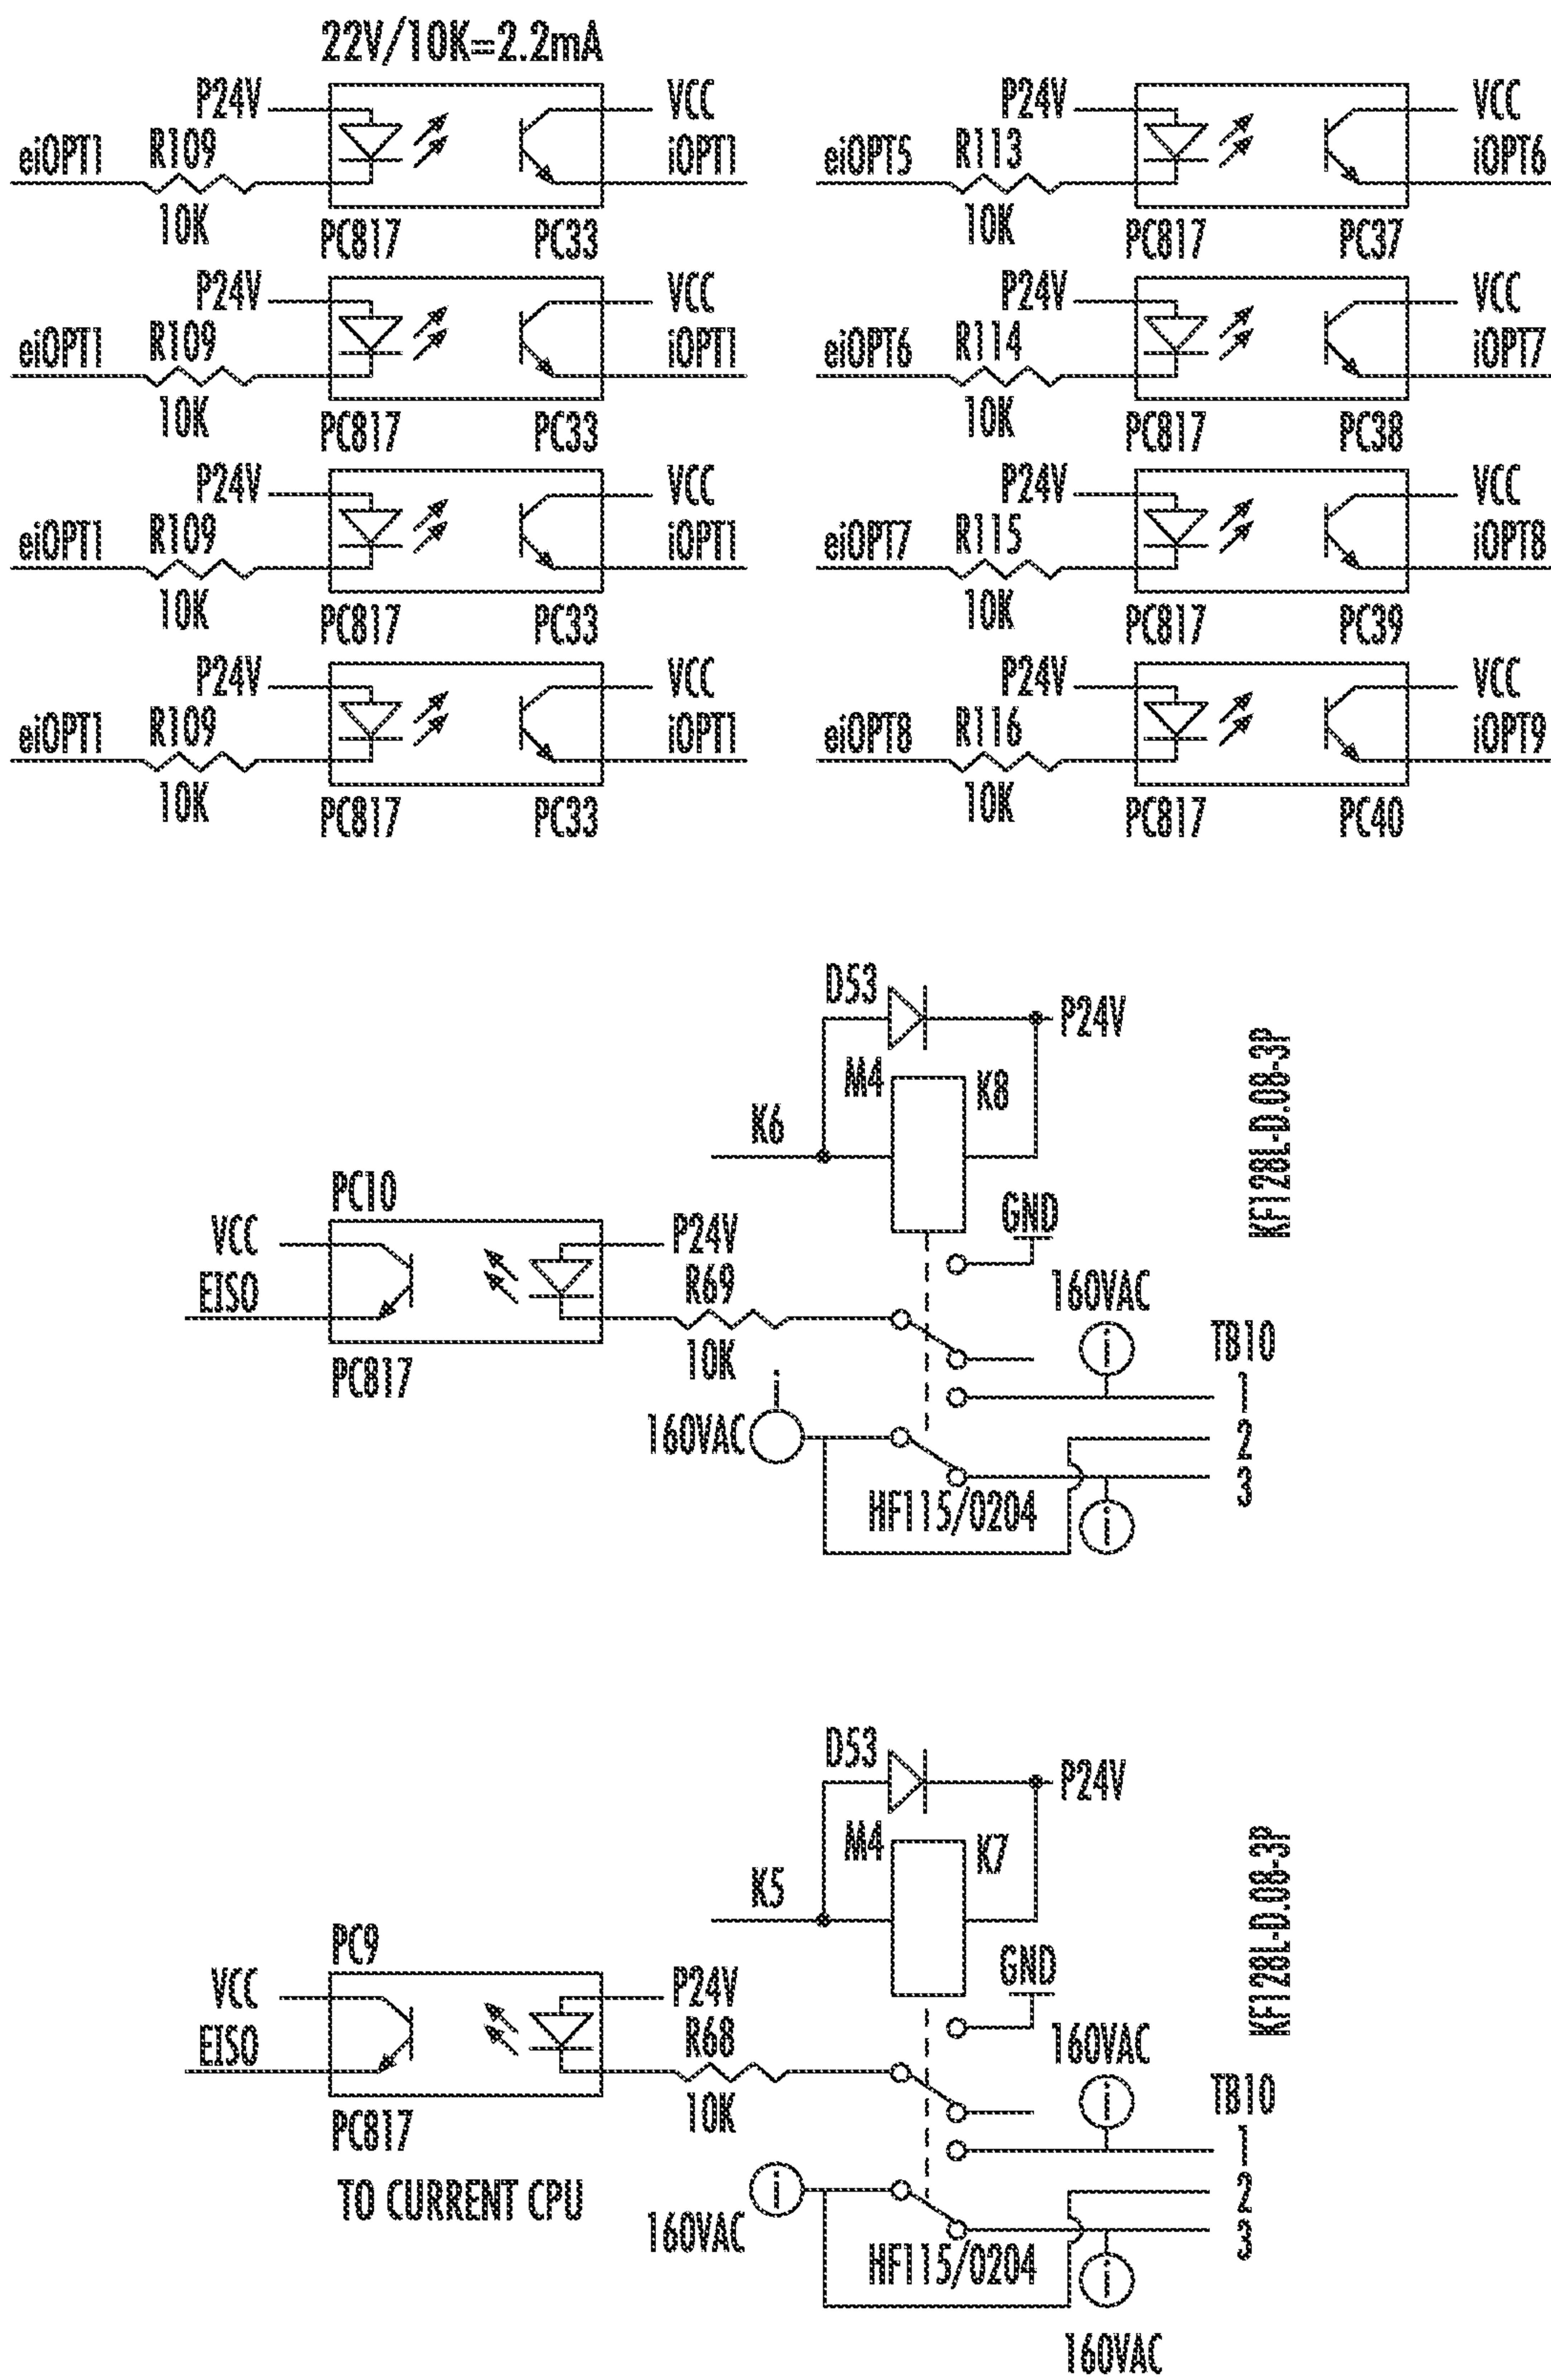 22V/10K=2.2mA
P24V VCC P24V VCC
eiOPT1 R109 iOPT1 eiOPT5 R113 iOPT6
10K PC817 PC33 10K PC817 PC37
P24V VCC P24V VCC
eiOPT1 R109 iOPT1 eiOPT6 R114 iOPT7
10K PC817 PC33 10K PC817 PC38
P24V VCC P24V VCC
eiOPT1 R109 iOPT1 eiOPT7 R115 iOPT8
10K PC817 PC33 10K PC817 PC39
P24V VCC P24V VCC
eiOPT1 R109 iOPT1 eiOPT8 R116 iOPT9
10K PC817 PC33 10K PC817 PC40
D53 P24V
M4 K8
K6
KF128L-D.08-3P
PC10
GND
VCC P24V
EISO R69 160VAC
i
10K TB10
PC817
1
160VAC 2
3
HF115/0204
i
D53 P24V
M4 K7
K5
KF128L-D.08-3P
PC9
GND
VCC P24V
EISO R68 160VAC
i
10K TB10
PC817
1
TO CURRENT CPU
i
2
160VAC 3
HF115/0204
i
160VAC